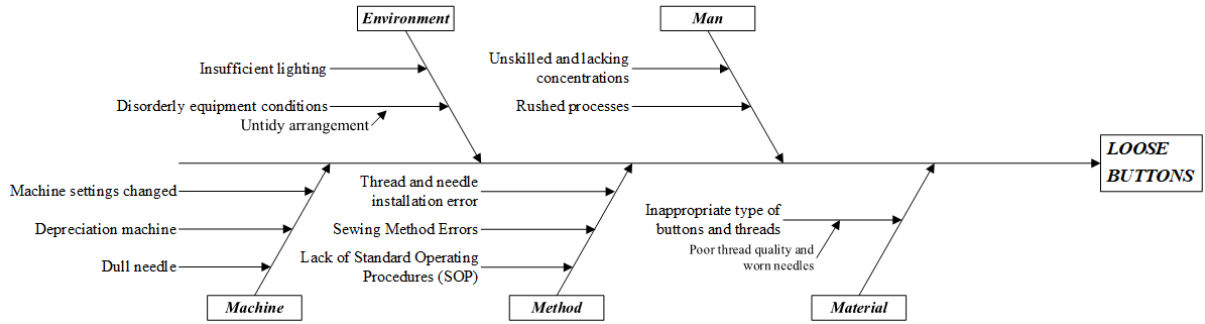 Environment
Man
Insufficient lighting
Unskilled and lacking
concentrations
Disorderly equipment conditions
Untidy arrangement
Rushed processes
LOOSE
BUTTONS
Machine settings changed
Depreciation machine
Dull needle
Thread and needle
installation error
Sewing Method Errors
Lack of Standard Operating
Procedures (SOP)
Inappropriate type of
buttons and threads
Poor thread quality and
worn needles
Machine
Method
Material